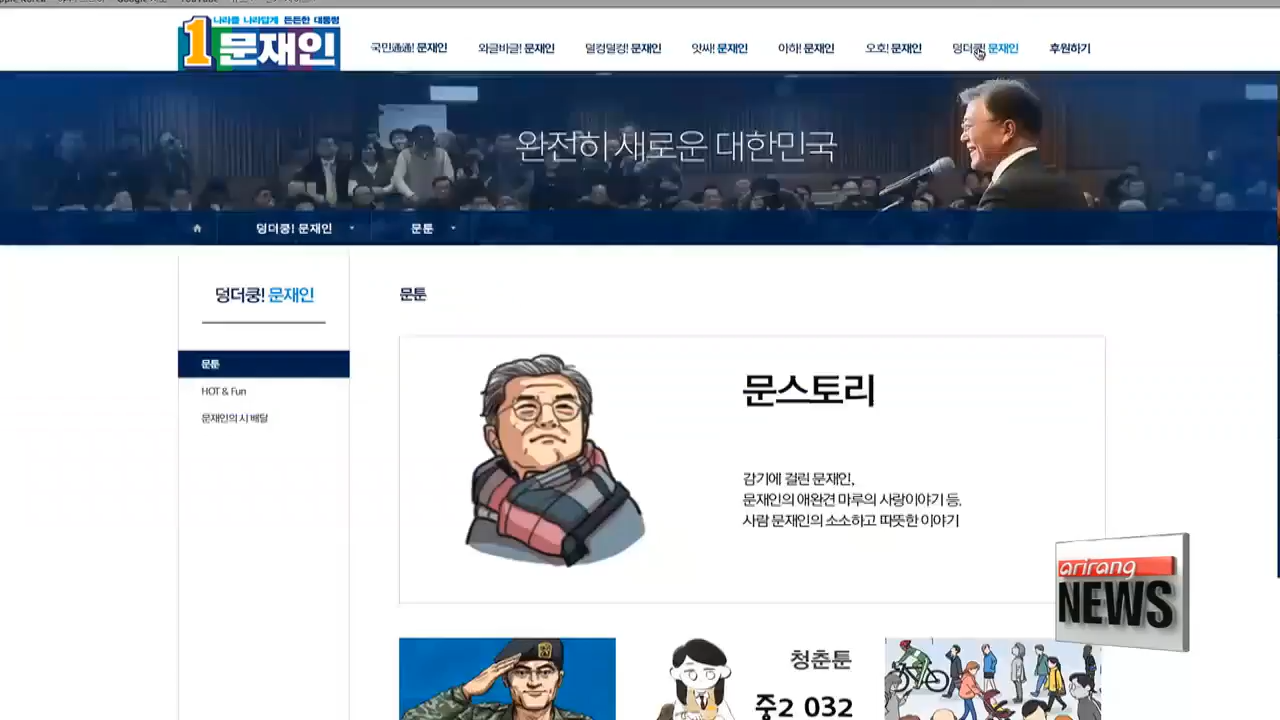 나라를 나라답게 든든한 대통령
1 문재인
국민通通! 문재인
와글바글! 문재인
덜컹덜컹! 문재인
앗싸! 문재인
아하! 문재인
오호! 문재인
덩더쿵! 문재인
후원하기
완전히 새로운 대한민국
덩더쿵! 문재인
문툰
덩더쿵! 문재인
문툰
HOT & Fun
문재인의 시 배달
문툰
문스토리
감기에 걸린 문재인,
문재인의 애완견 마루의 사랑이야기 등.
사람 문재인의 소소하고 따뜻한 이야기
arirang
NEWS
청춘툰
중2 032